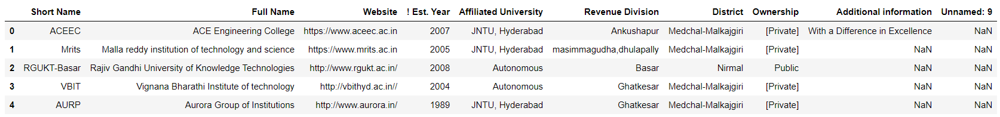 Short Name Full Name Website ! Est. Year Affiliated University Revenue Division District Ownership Additional information Unnamed: 9
0 ACEEC ACE Engineering College https://www.aceec.ac.in 2007 JNTU, Hyderabad Ankushapur Medchal-Malkajgiri [Private] With a Difference in Excellence NaN
1 Mrits Malla reddy institution of technology and science https://www.mrits.ac.in 2005 JNTU, Hyderabad masimmagudha,dhulapally Medchal-Malkajgiri [Private] NaN NaN
2 RGUKT-Basar Rajiv Gandhi University of Knowledge Technologies http://www.rgukt.ac.in/ 2008 Autonomous Basar Nirmal Public NaN NaN
3 VBIT Vignana Bharathi Institute of technology http://vbithyd.ac.in// 2004 Autonomous Ghatkesar Medchal-Malkajgiri [Private] NaN NaN
4 AURP Aurora Group of Institutions http://www.aurora.in/ 1989 JNTU, Hyderabad Ghatkesar Medchal-Malkajgiri [Private] NaN NaN